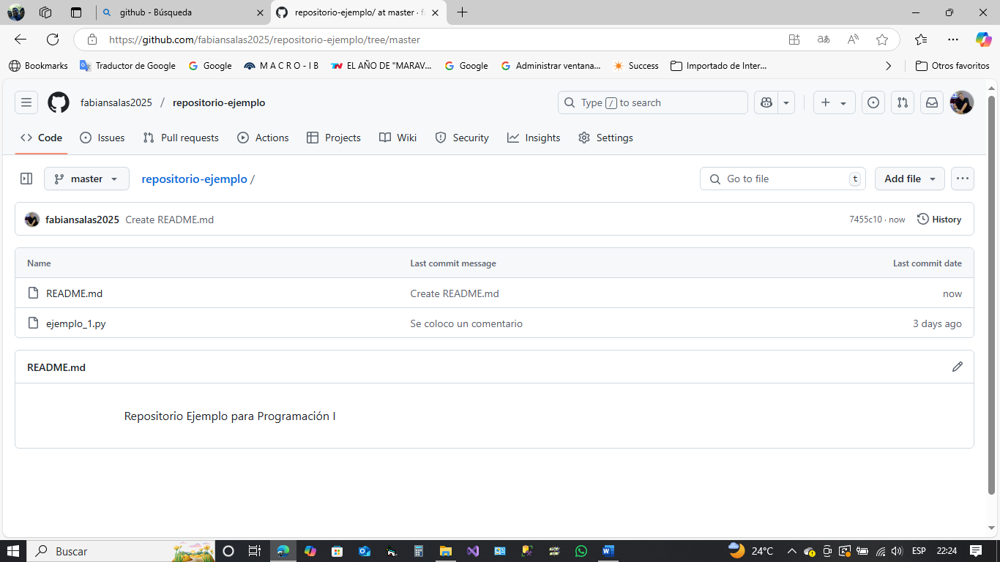 github - Búsqueda
repositorio-ejemplo/ at master · f
https://github.com/fabiansalas2025/repositorio-ejemplo/tree/master
Bookmarks
Traductor de Google
Google
M A C R O - I B
EL AÑO DE "MARAV...
Google
Administrar ventana...
Success
Importado de Inter...
Otros favoritos
fabiansalas2025 / repositorio-ejemplo
Type / to search
Code
Issues
Pull requests
Actions
Projects
Wiki
Security
Insights
Settings
master
repositorio-ejemplo /
Go to file
t
Add file
fabiansalas2025 Create README.md
7455c10 · now
History
Name Last commit message Last commit date
README.md Create README.md now
ejemplo_1.py Se coloco un comentario 3 days ago
README.md
Repositorio Ejemplo para Programación I
Buscar
24°C
ESP
22:24